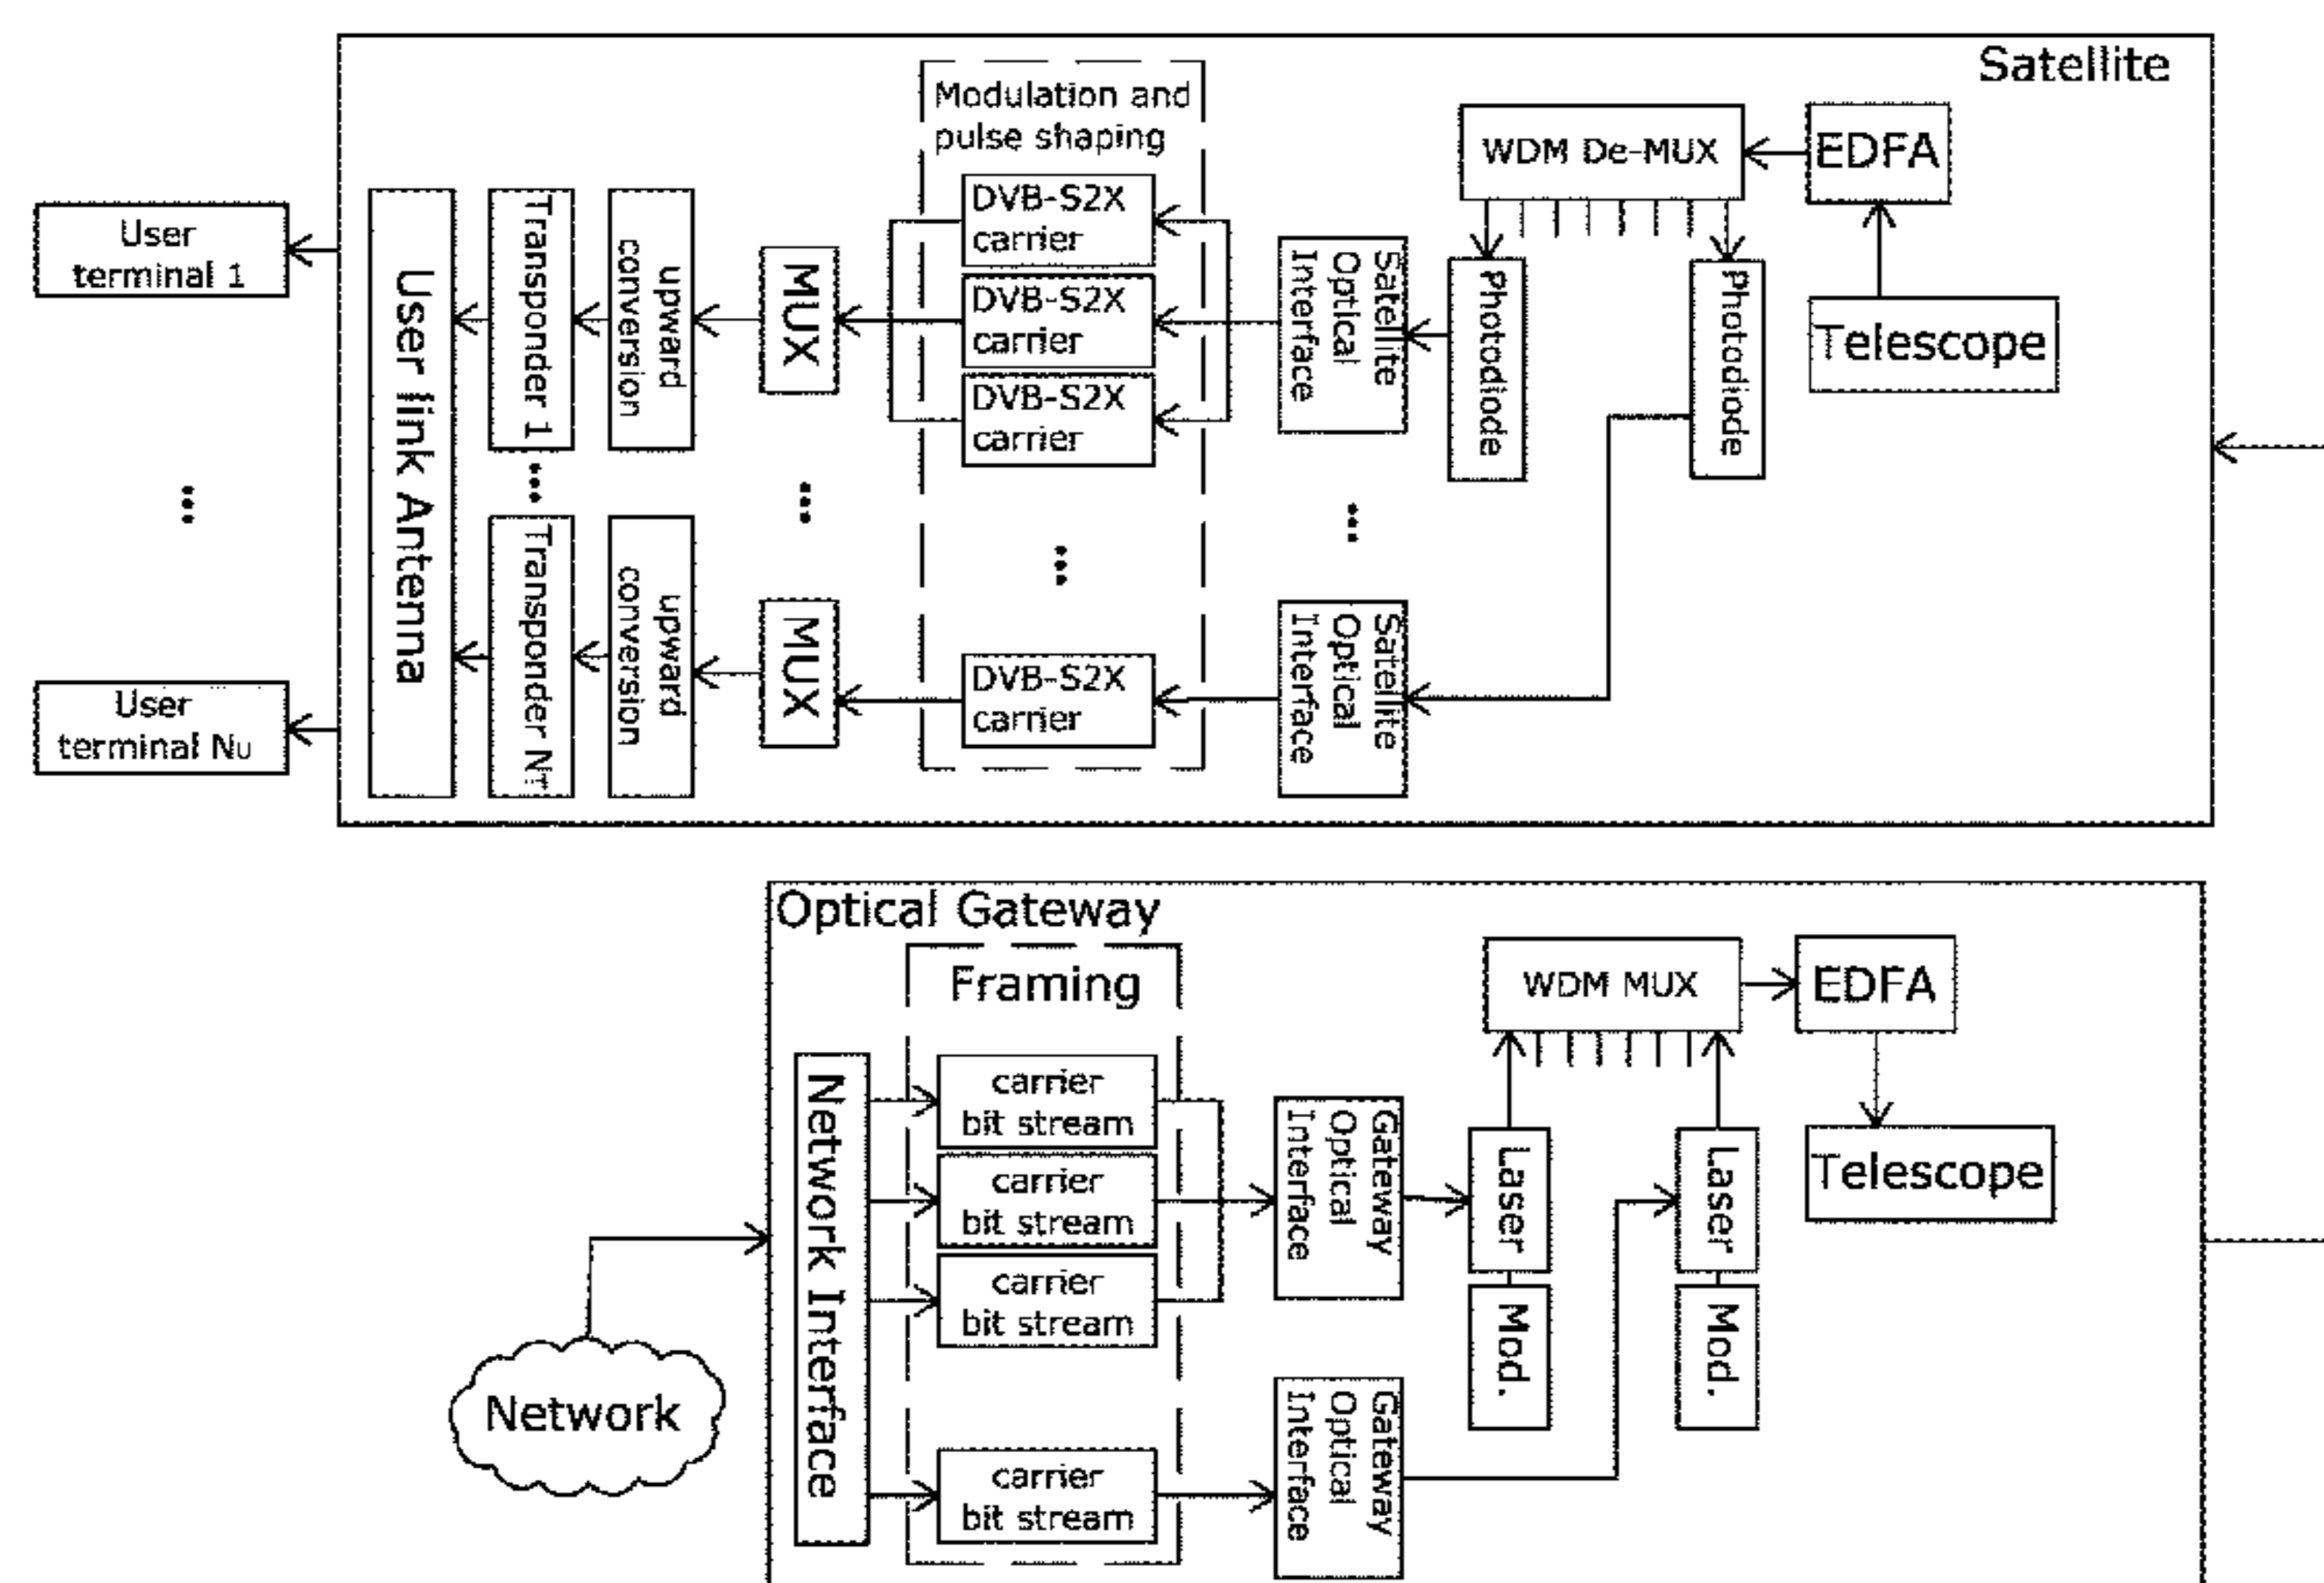 Satellite
Modulation and
pulse shaping
WDM De-MUX
EDFA
DVB-S2X
carrier
DVB-S2X
carrier
DVB-S2X
carrier
User
terminal 1
User link Antenna
Transponder 1
upward
conversion
MUX
Satellite
Optical
Interface
Photodiode
Photodiode
Telescope
...
...
...
...
...
User
terminal NU
Transponder NT
upward
conversion
MUX
DVB-S2X
carrier
Satellite
Optical
Interface
Optical Gateway
Framing
WDM MUX
EDFA
Network Interface
carrier
bit stream
carrier
bit stream
carrier
bit stream
Gateway
Optical
Interface
Laser
Mod.
Laser
Mod.
Telescope
Network
carrier
bit stream
Gateway
Optical
Interface